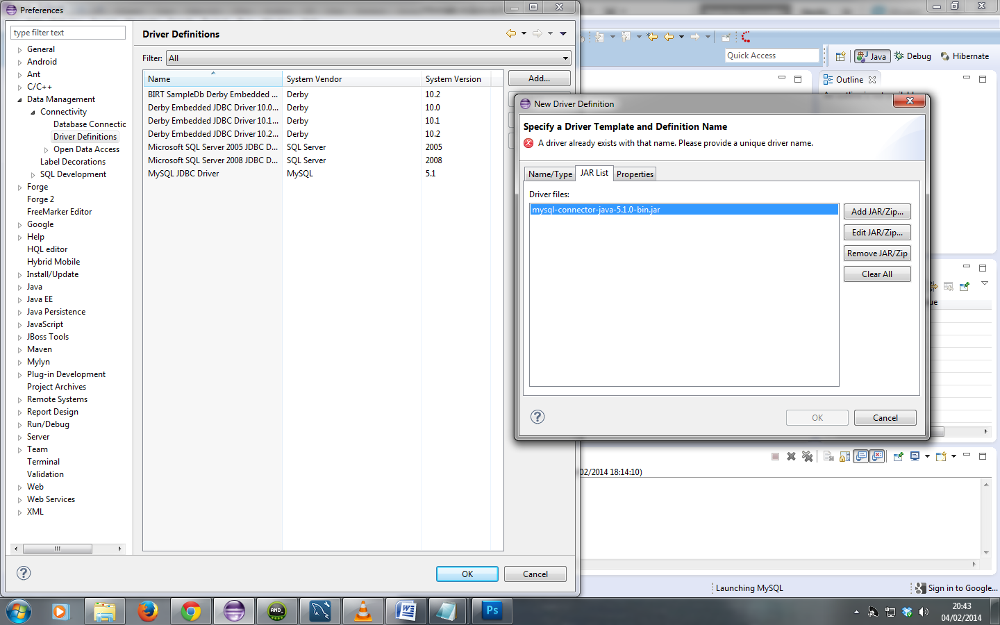 Preferences
type filter text
General
Android
Ant
C/C++
Data Management
Connectivity
Database Connectic
Driver Definitions
Open Data Access
Label Decorations
SQL Development
Forge
Forge 2
FreeMarker Editor
Google
Help
HQL editor
Hybrid Mobile
Install/Update
Java
Java EE
Java Persistence
JavaScript
JBoss Tools
Maven
Mylyn
Plug-in Development
Project Archives
Remote Systems
Report Design
Run/Debug
Server
Team
Terminal
Validation
Web
Web Services
XML
Driver Definitions
Filter: All
Name System Vendor System Version
BIRT SampleDb Derby Embedded ... Derby 10.2
Derby Embedded JDBC Driver 10.0... Derby 10.0
Derby Embedded JDBC Driver 10.1... Derby 10.1
Derby Embedded JDBC Driver 10.2... Derby 10.2
Microsoft SQL Server 2005 JDBC D... SQL Server 2005
Microsoft SQL Server 2008 JDBC D... SQL Server 2008
MySQL JDBC Driver MySQL 5.1
Add...
OK Cancel
Quick Access
Java Debug Hibernate
Outline
New Driver Definition
Specify a Driver Template and Definition Name
A driver already exists with that name. Please provide a unique driver name.
Name/Type JAR List Properties
Driver files:
mysql-connector-java-5.1.0-bin.jar
Add JAR/Zip...
Edit JAR/Zip...
Remove JAR/Zip
Clear All
OK Cancel
ue
02/2014 18:14:10)
Launching MySQL
Sign in to Google...
AND_
W
Ps
20:43
04/02/2014